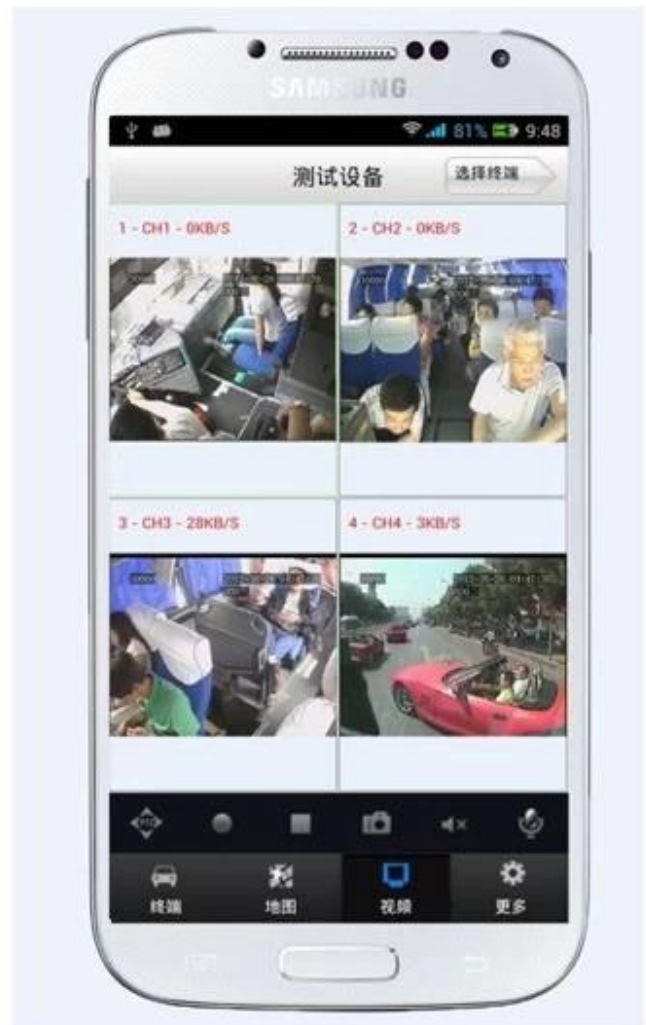 SAMSUNG
81% 9:48
测试设备
选择终端
1 - CH1 - 0KB/S
2 - CH2 - 0KB/S
3 - CH3 - 28KB/S
4 - CH4 - 3KB/S
PTZ
终端
地图
视频
更多